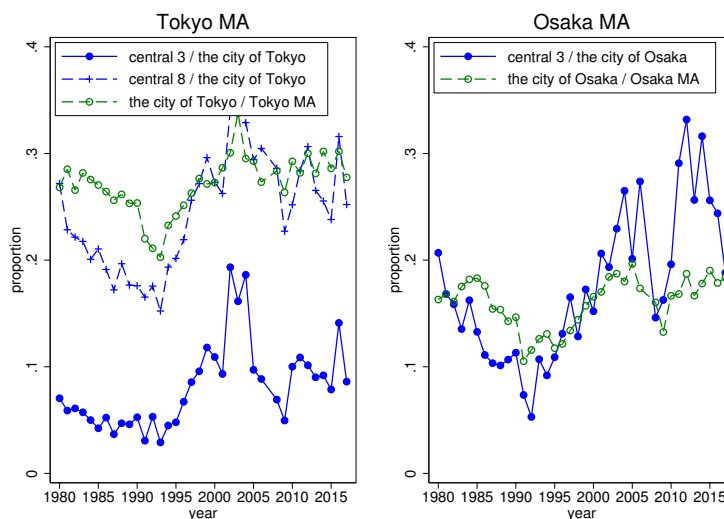 Tokyo MA
central 3 / the city of Tokyo
central 8 / the city of Tokyo
the city of Tokyo / Tokyo MA
.4
.3
.2
.1
0
proportion
1980 1985 1990 1995 2000 2005 2010 2015
year
Osaka MA
central 3 / the city of Osaka
the city of Osaka / Osaka MA
.4
.3
.2
.1
0
proportion
1980 1985 1990 1995 2000 2005 2010 2015
year